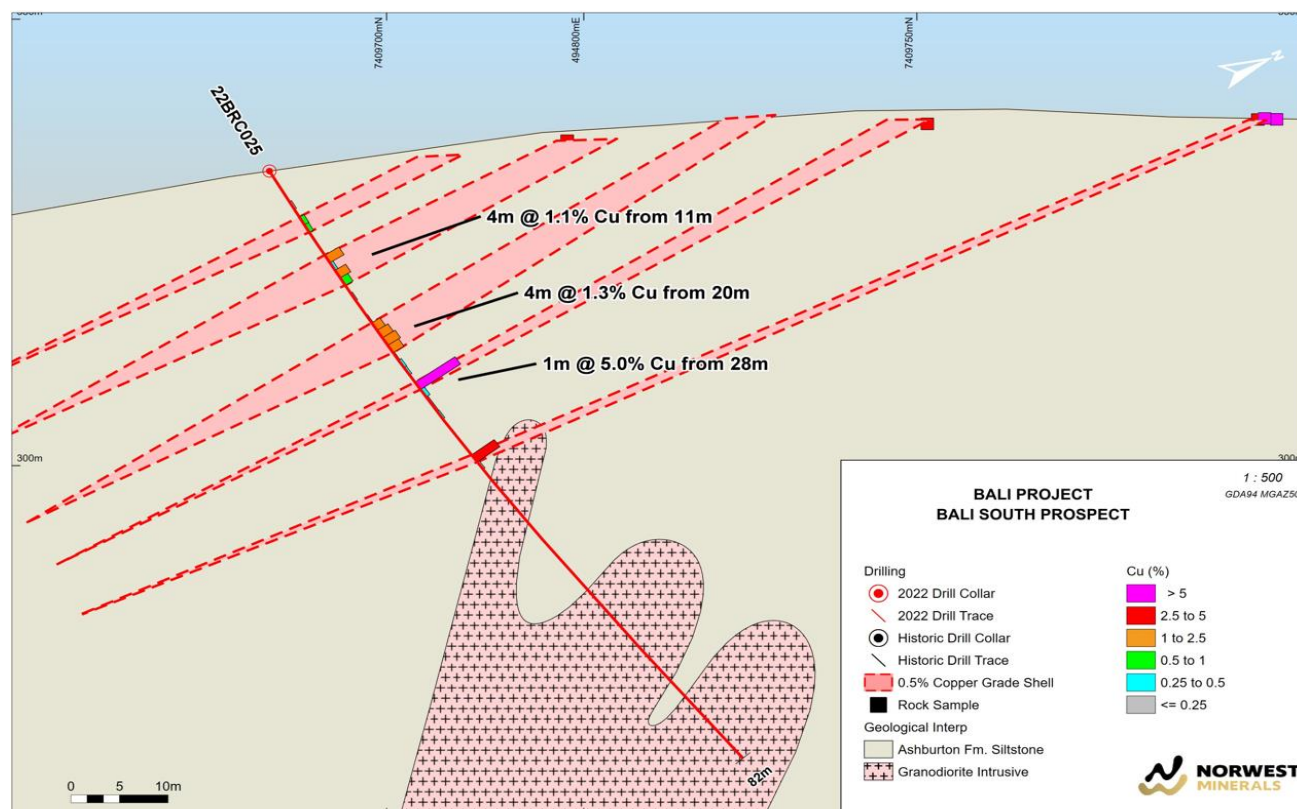 350m
7409700mN
494800mE
7409750mN
350m
N
22BRC025
4m @ 1.1% Cu from 11m
4m @ 1.3% Cu from 20m
1m @ 5.0% Cu from 28m
300m
300m
82m
0 5 10m
BALI PROJECT
BALI SOUTH PROSPECT
1 : 500
GDA94 MGAZ50
Drilling
2022 Drill Collar
2022 Drill Trace
Historic Drill Collar
Historic Drill Trace
0.5% Copper Grade Shell
Rock Sample
Geological Interp
Ashburton Fm. Siltstone
Granodiorite Intrusive
Cu (%)
> 5
2.5 to 5
1 to 2.5
0.5 to 1
0.25 to 0.5
<= 0.25
NORWEST
MINERALS